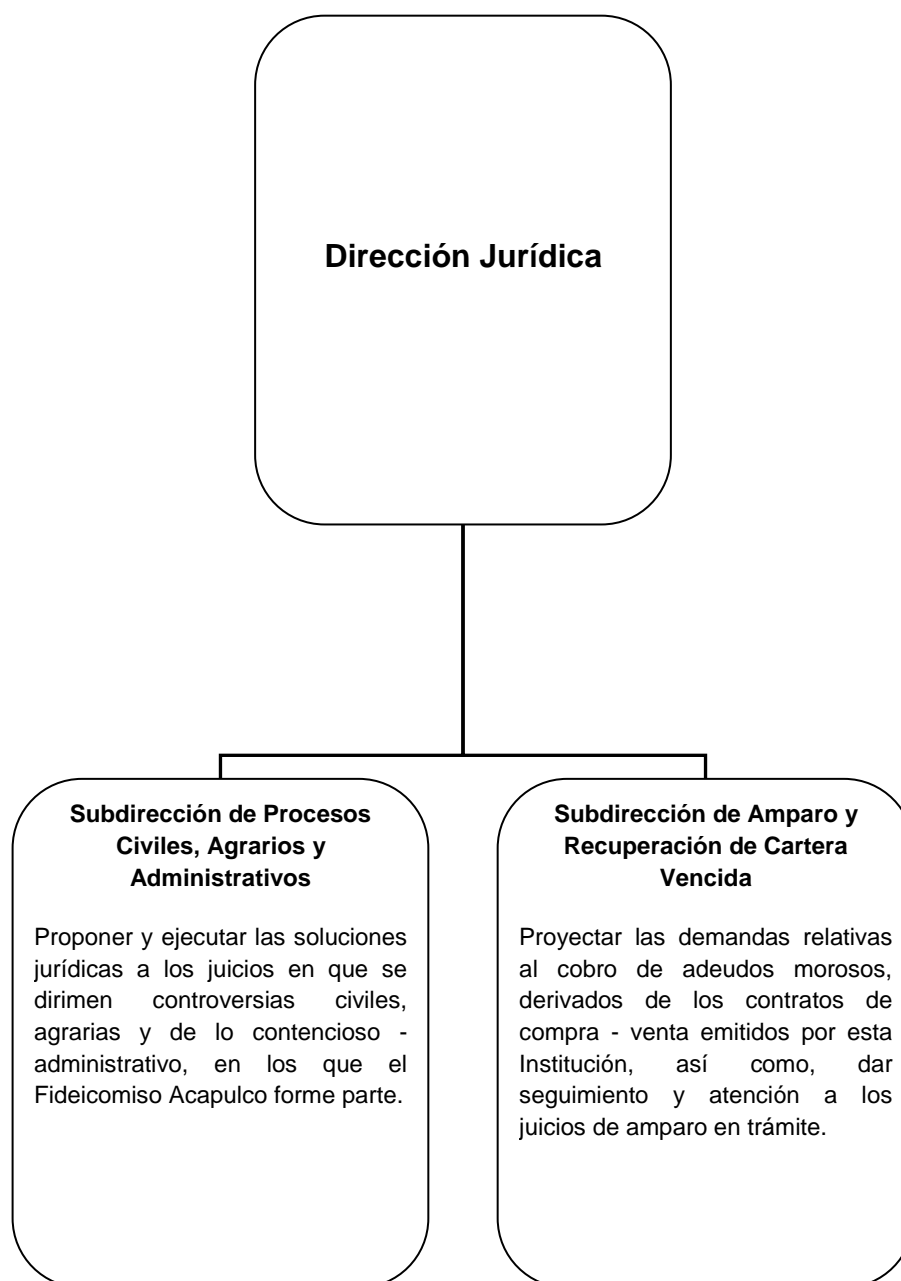 Dirección Jurídica
Subdirección de Procesos
Civiles, Agrarios y
Administrativos
Proponer y ejecutar las soluciones
jurídicas a los juicios en que se
dirimen controversias civiles,
agrarias y de lo contencioso -
administrativo, en los que el
Fideicomiso Acapulco forme parte.
Subdirección de Amparo y
Recuperación de Cartera
Vencida
Proyectar las demandas relativas
al cobro de adeudos morosos,
derivados de los contratos de
compra - venta emitidos por esta
Institución, así como, dar
seguimiento y atención a los
juicios de amparo en trámite.